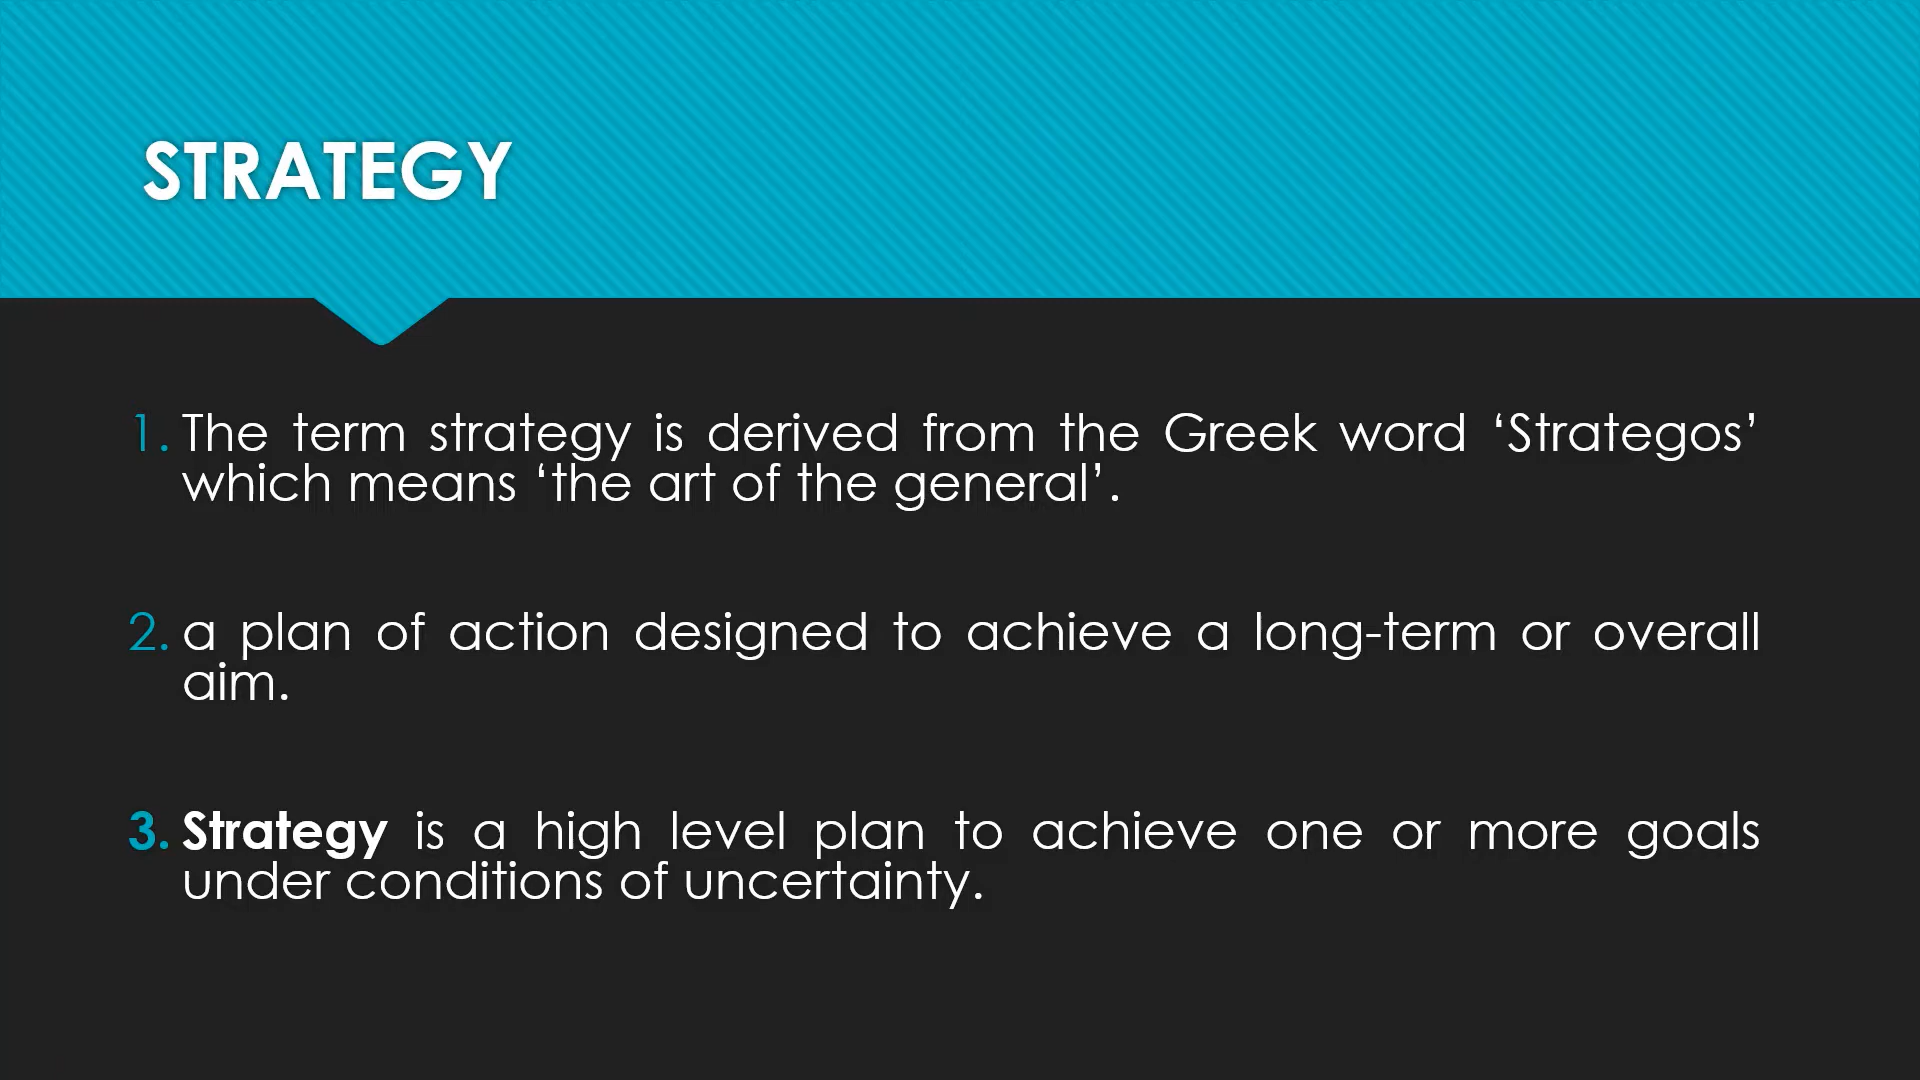 STRATEGY
1. The term strategy is derived from the Greek word ‘Strategos’
which means ‘the art of the general’.
2. a plan of action designed to achieve a long-term or overall
aim.
3. Strategy is a high level plan to achieve one or more goals
under conditions of uncertainty.